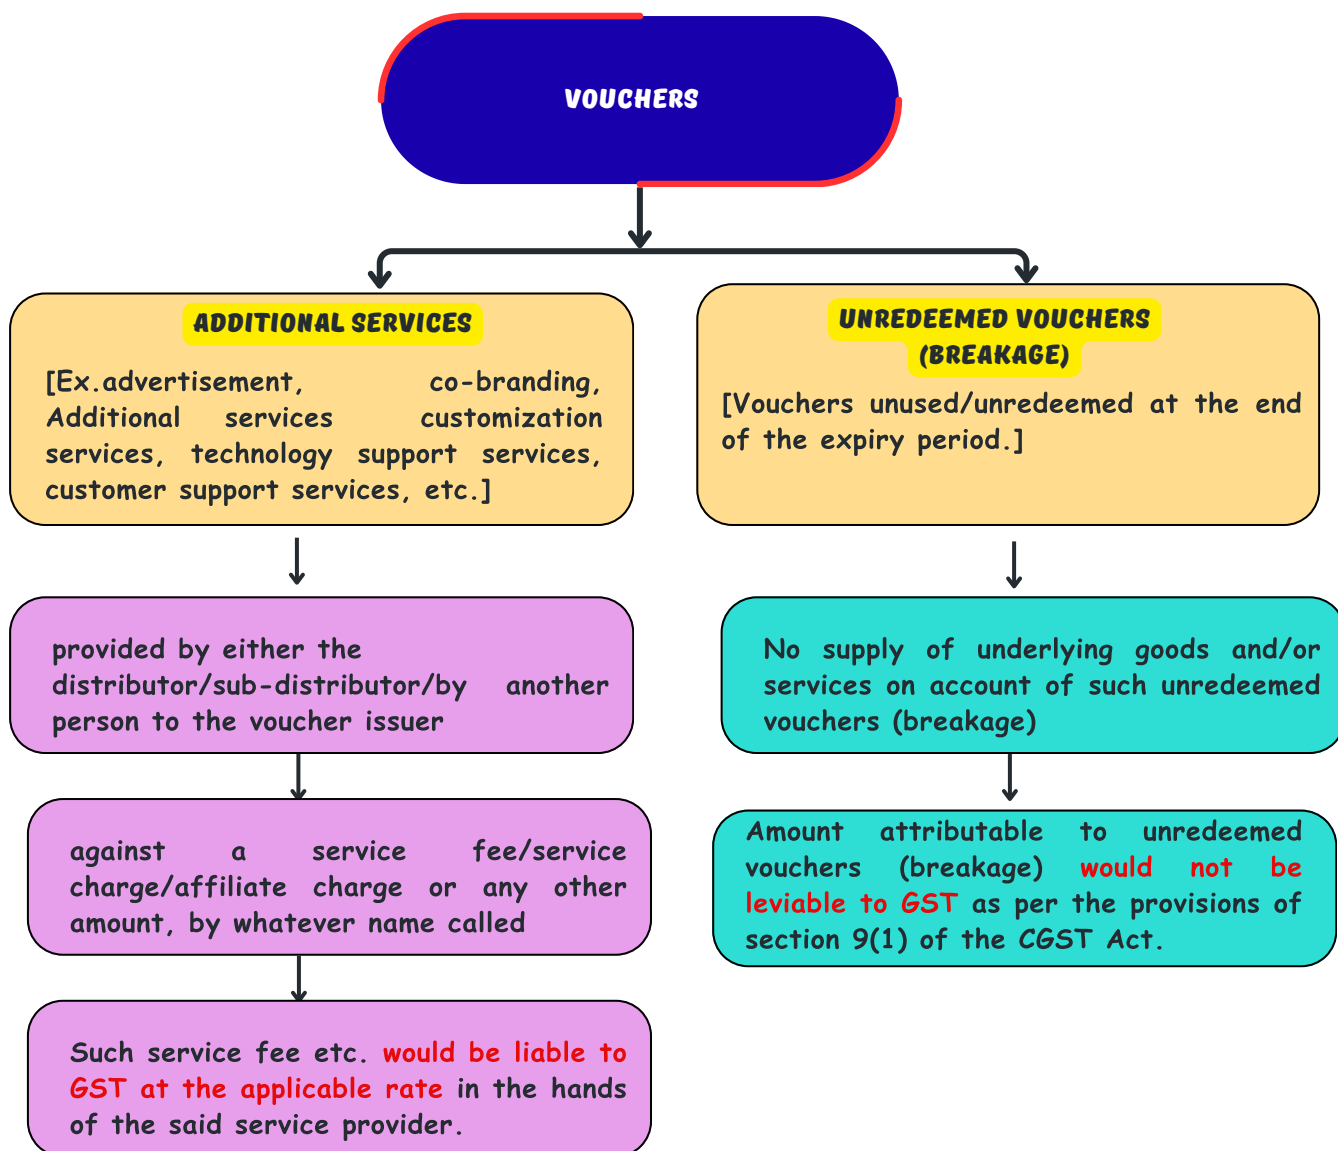 VOUCHERS
ADDITIONAL SERVICES
[Ex.advertisement, co-branding,
Additional services customization
services, technology support services,
customer support services, etc.]
UNREDEEMED VOUCHERS
(BREAKAGE)
[Vouchers unused/unredeemed at the end
of the expiry period.]
provided by either the
distributor/sub-distributor/by another
person to the voucher issuer
No supply of underlying goods and/or
services on account of such unredeemed
vouchers (breakage)
against a service fee/service
charge/affiliate charge or any other
amount, by whatever name called
Amount attributable to unredeemed
vouchers (breakage) would not be
leviable to GST as per the provisions of
section 9(1) of the CGST Act.
Such service fee etc. would be liable to
GST at the applicable rate in the hands
of the said service provider.